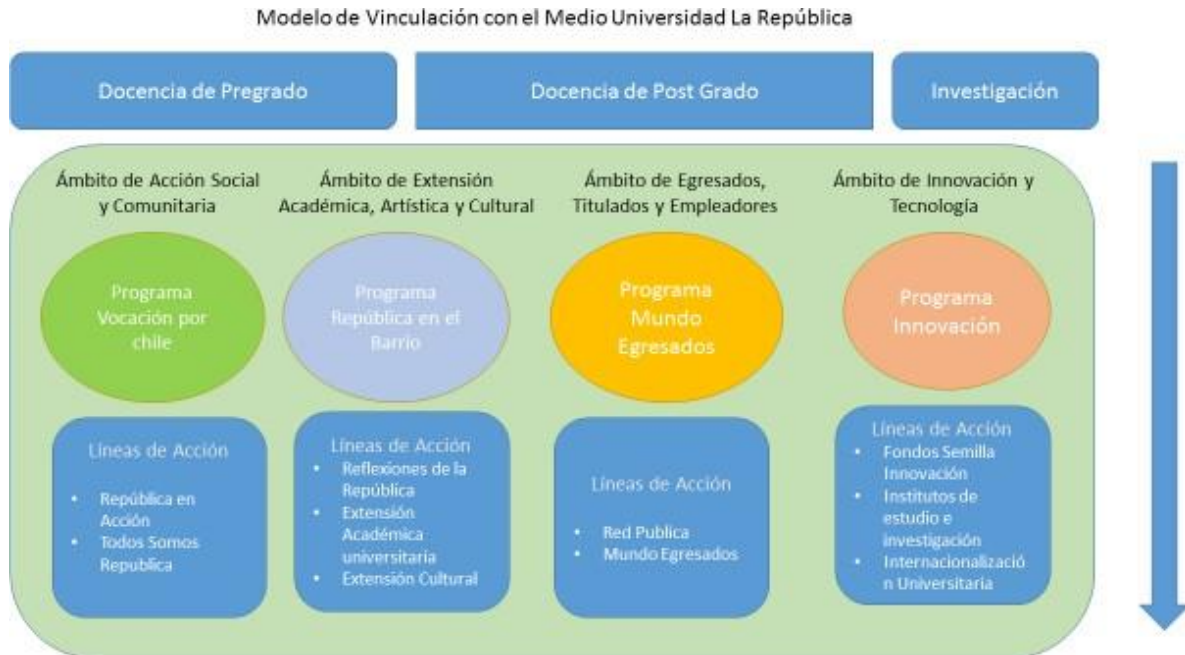 Modelo de Vinculación con el Medio Universidad La República
Docencia de Pregrado
Docencia de Post Grado
Investigación
Ámbito de Acción Social
y Comunitaria
Ámbito de Extensión
Académica, Artística y Cultural
Ámbito de Egresados,
Titulados y Empleadores
Ámbito de Innovación y
Tecnología
Programa
Vocación por
chile
Programa
República en el
Barrio
Programa
Mundo
Egresados
Programa
Innovación
Líneas de Acción
• República en
Acción
• Todos Somos
Republica
Líneas de Acción
• Reflexiones de la
República
• Extensión
Académica
universitaria
• Extensión Cultural
Líneas de Acción
• Red Publica
• Mundo Egresados
Líneas de Acción
• Fondos Semilla
Innovación
• Institutos de
estudio e
investigación
• Internacionalizació
n Universitaria